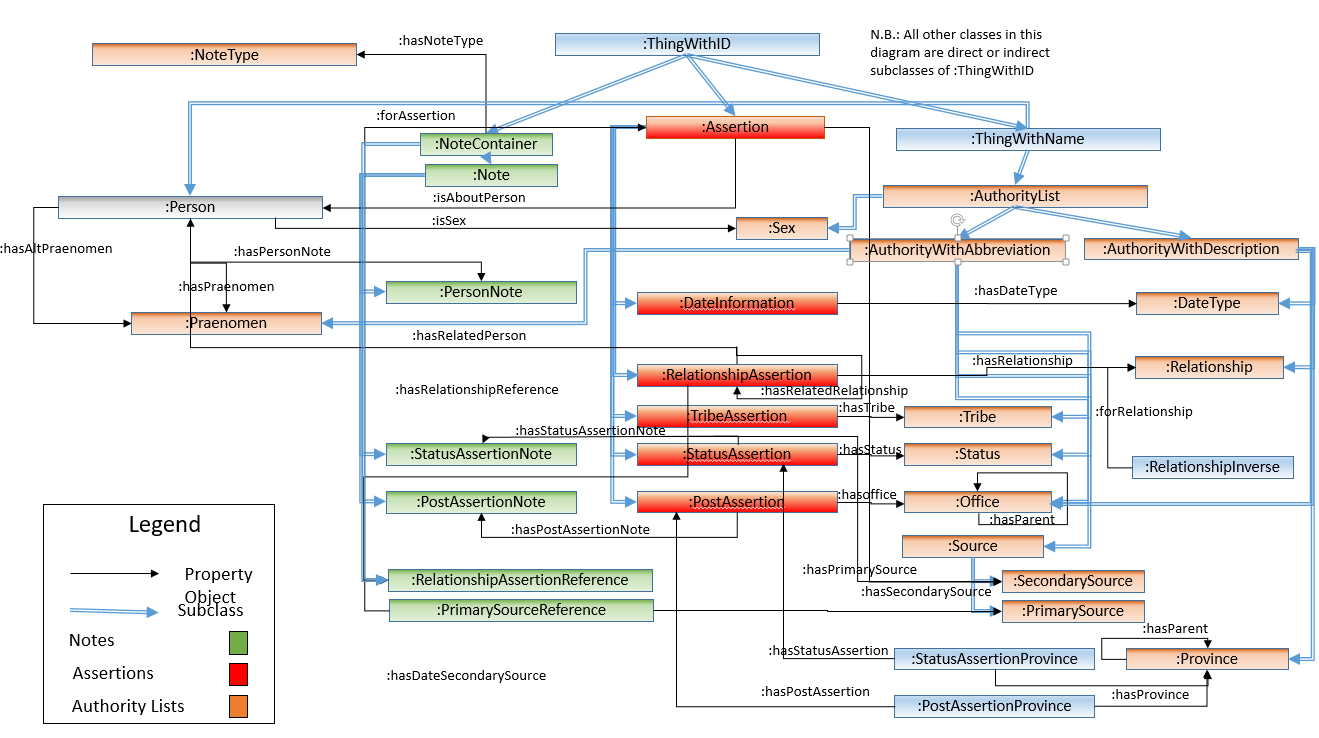 :hasNoteType
:ThingWithID
N.B.: All other classes in this
diagram are direct or indirect
subclasses of :ThingWithID
:NoteType
:forAssertion
:Assertion
:NoteContainer
:ThingWithName
:Note
:isAboutPerson
:AuthorityList
:Person
:isSex
:Sex
:hasAltPraenomen
:hasPersonNote
:AuthorityWithAbbreviation
:AuthorityWithDescription
:hasPraenomen
:PersonNote
:hasDateType
:DateInformation
:DateType
:Praenomen
:hasRelatedPerson
:hasRelationship
:Relationship
:RelationshipAssertion
:hasRelationshipReference
:hasRelatedRelationship
:hasTribe
:TribeAssertion
:Tribe
:forRelationship
:hasStatusAssertionNote
:hasStatus
:StatusAssertionNote
:StatusAssertion
:Status
:RelationshipInverse
:hasoffice
:PostAssertionNote
:PostAssertion
:Office
:hasParent
:hasPostAssertionNote
Legend
:Source
:hasPrimarySource
Property
Object
Subclass
:RelationshipAssertionReference
:SecondarySource
:hasSecondarySource
:PrimarySourceReference
:PrimarySource
Notes
:hasParent
:hasStatusAssertion
:StatusAssertionProvince
:Province
Assertions
:hasDateSecondarySource
:hasPostAssertion
:hasProvince
Authority Lists
:PostAssertionProvince